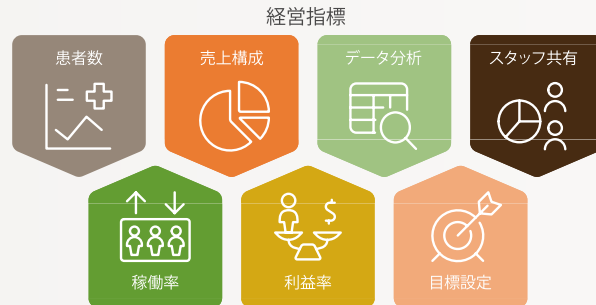 経営指標
患者数
売上構成
データ分析
スタッフ共有
稼働率
利益率
目標設定